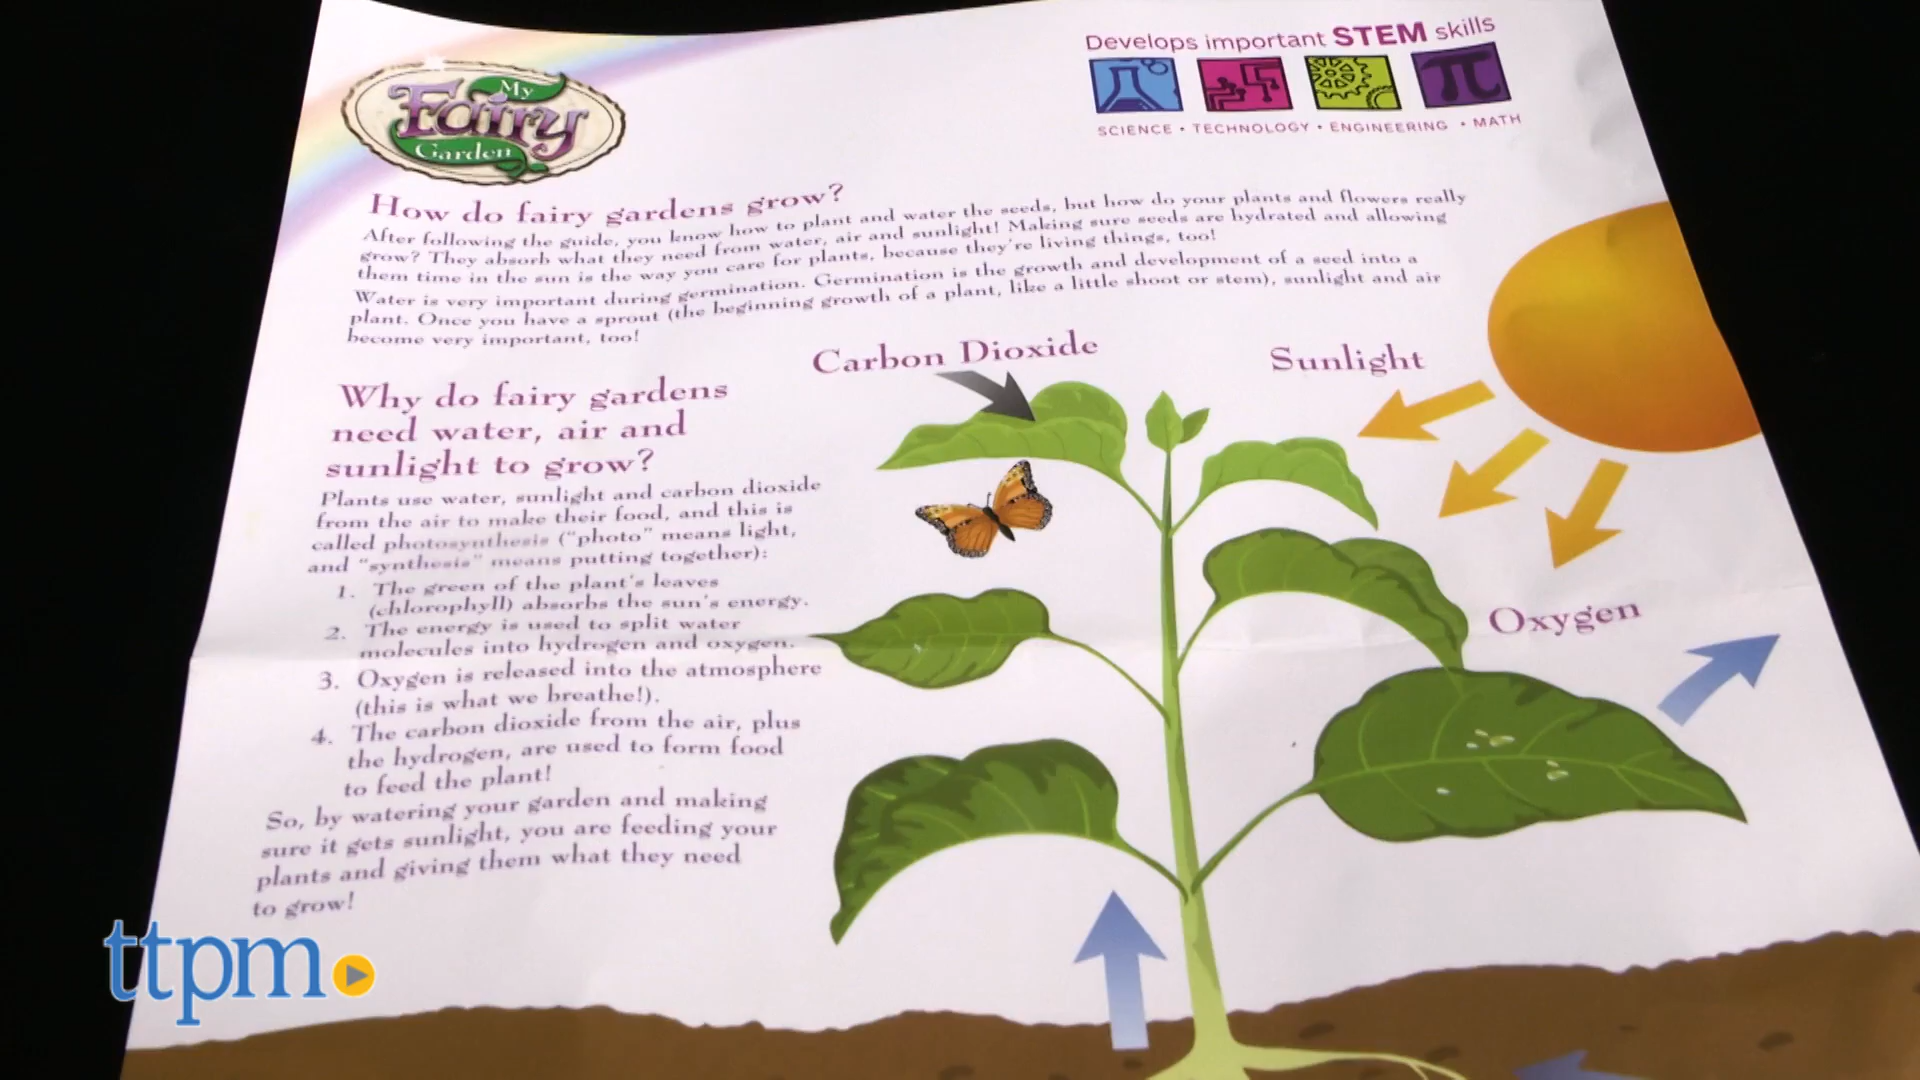 My
Fairy
Garden
Develops important STEM skills
SCIENCE • TECHNOLOGY • ENGINEERING • MATH
How do fairy gardens grow?
After following the guide, you know how to plant and water the seeds, but how do your plants and flowers really
grow? They absorb what they need from water, air and sunlight! Making sure seeds are hydrated and allowing
them time in the sun is the way you care for plants, because they're living things, too!
Water is very important during germination. Germination is the growth and development of a seed into a
plant. Once you have a sprout (the beginning growth of a plant, like a little shoot or stem), sunlight and air
become very important, too!
Carbon Dioxide
Sunlight
Why do fairy gardens
need water, air and
sunlight to grow?
Plants use water, sunlight and carbon dioxide
from the air to make their food, and this is
called photosynthesis ("photo" means light,
and "synthesis" means putting together):
1. The green of the plant's leaves
(chlorophyll) absorbs the sun's energy.
2. The energy is used to split water
molecules into hydrogen and oxygen.
3. Oxygen is released into the atmosphere
(this is what we breathe!).
4. The carbon dioxide from the air, plus
the hydrogen, are used to form food
to feed the plant!
So, by watering your garden and making
sure it gets sunlight, you are feeding your
plants and giving them what they need
to grow!
Oxygen
ttpm